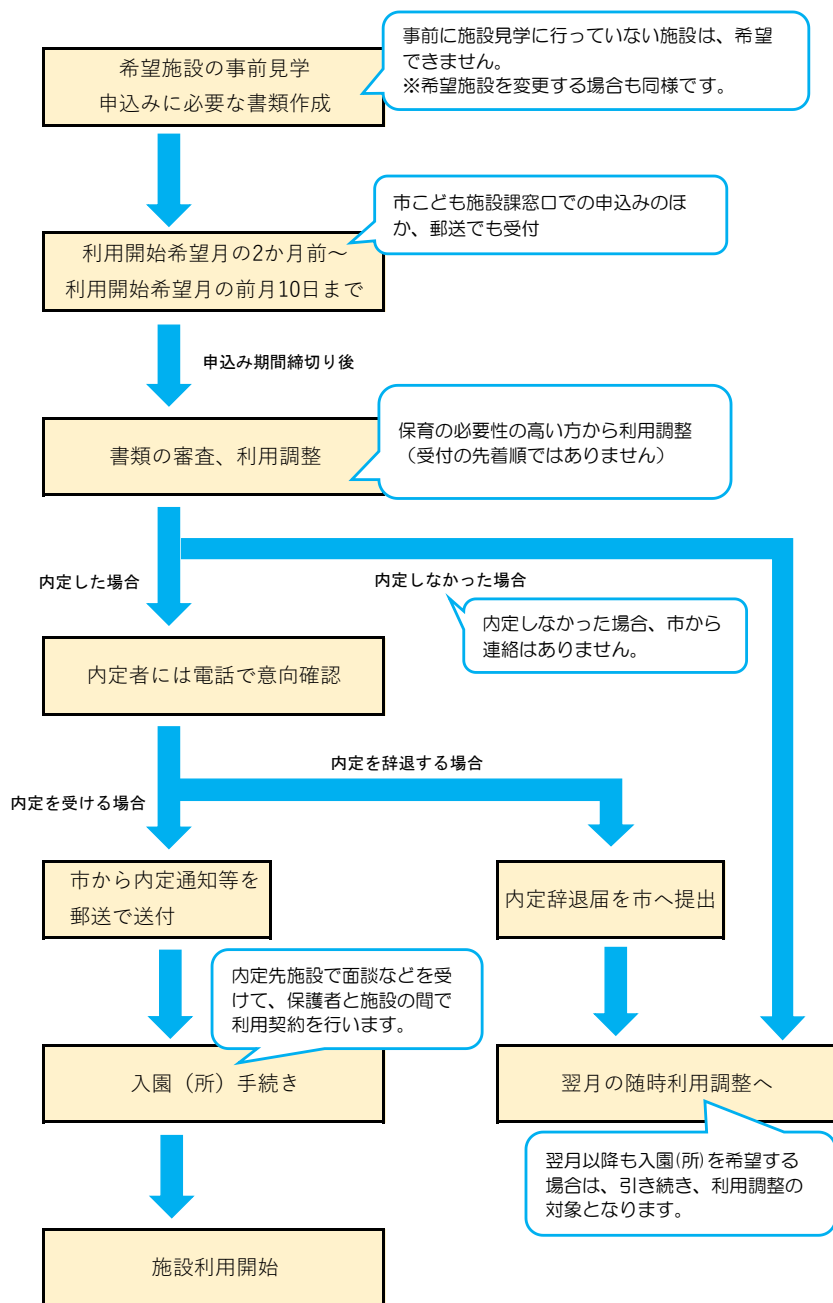 希望施設の事前見学
申込みに必要な書類作成
事前に施設見学に行っていない施設は、希望
できません。
※希望施設を変更する場合も同様です。
市こども施設課窓口での申込みのほ
か、郵送でも受付
利用開始希望月の2か月前～
利用開始希望月の前月10日まで
申込み期間締切り後
書類の審査、利用調整
保育の必要性の高い方から利用調整
（受付の先着順ではありません）
内定した場合
内定しなかった場合
内定しなかった場合、市から
連絡はありません。
内定者には電話で意向確認
内定を辞退する場合
内定を受ける場合
市から内定通知等を
郵送で送付
内定辞退届を市へ提出
内定先施設で面談などを受
けて、保護者と施設の間で
利用契約を行います。
入園（所）手続き
翌月の随時利用調整へ
翌月以降も入園(所)を希望する
場合は、引き続き、利用調整の
対象となります。
施設利用開始